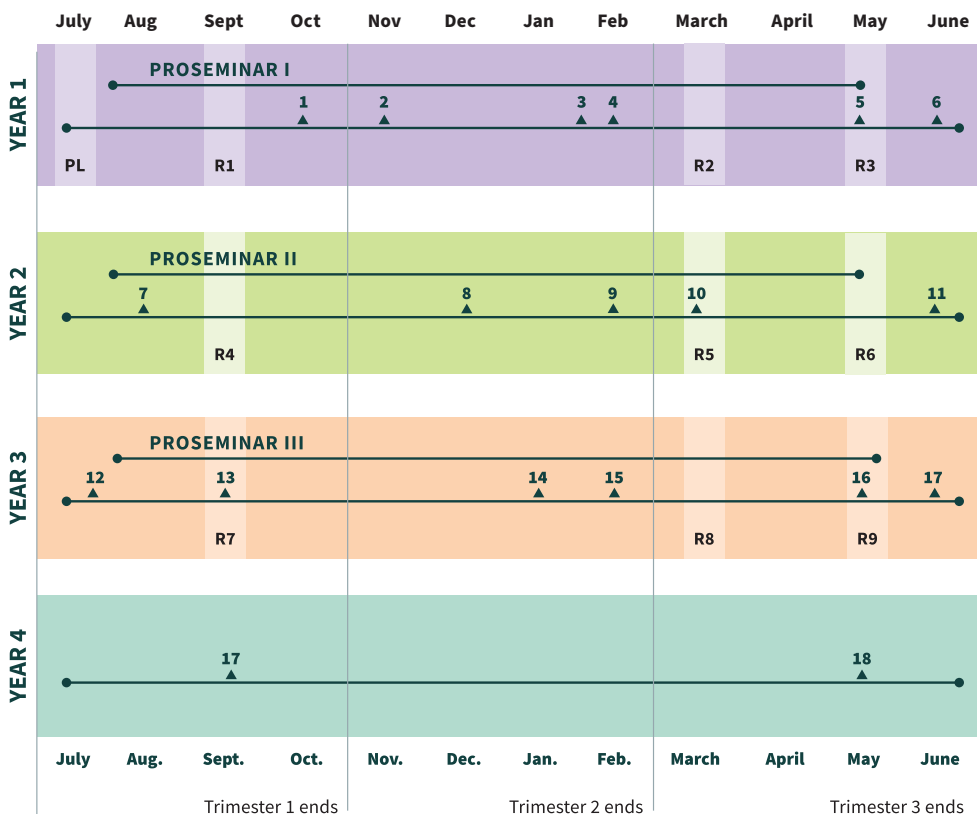 July Aug Sept Oct Nov Dec Jan Feb March April May June
YEAR 1
PROSEMINAR I
1 2 3 4 5 6
PL R1 R2 R3
YEAR 2
PROSEMINAR II
7 8 9 10 11
R4 R5 R6
YEAR 3
PROSEMINAR III
12 13 14 15 16 17
R7 R8 R9
YEAR 4
17 18
July Aug. Sept. Oct. Nov. Dec. Jan. Feb. March April May June
Trimester 1 ends Trimester 2 ends Trimester 3 ends